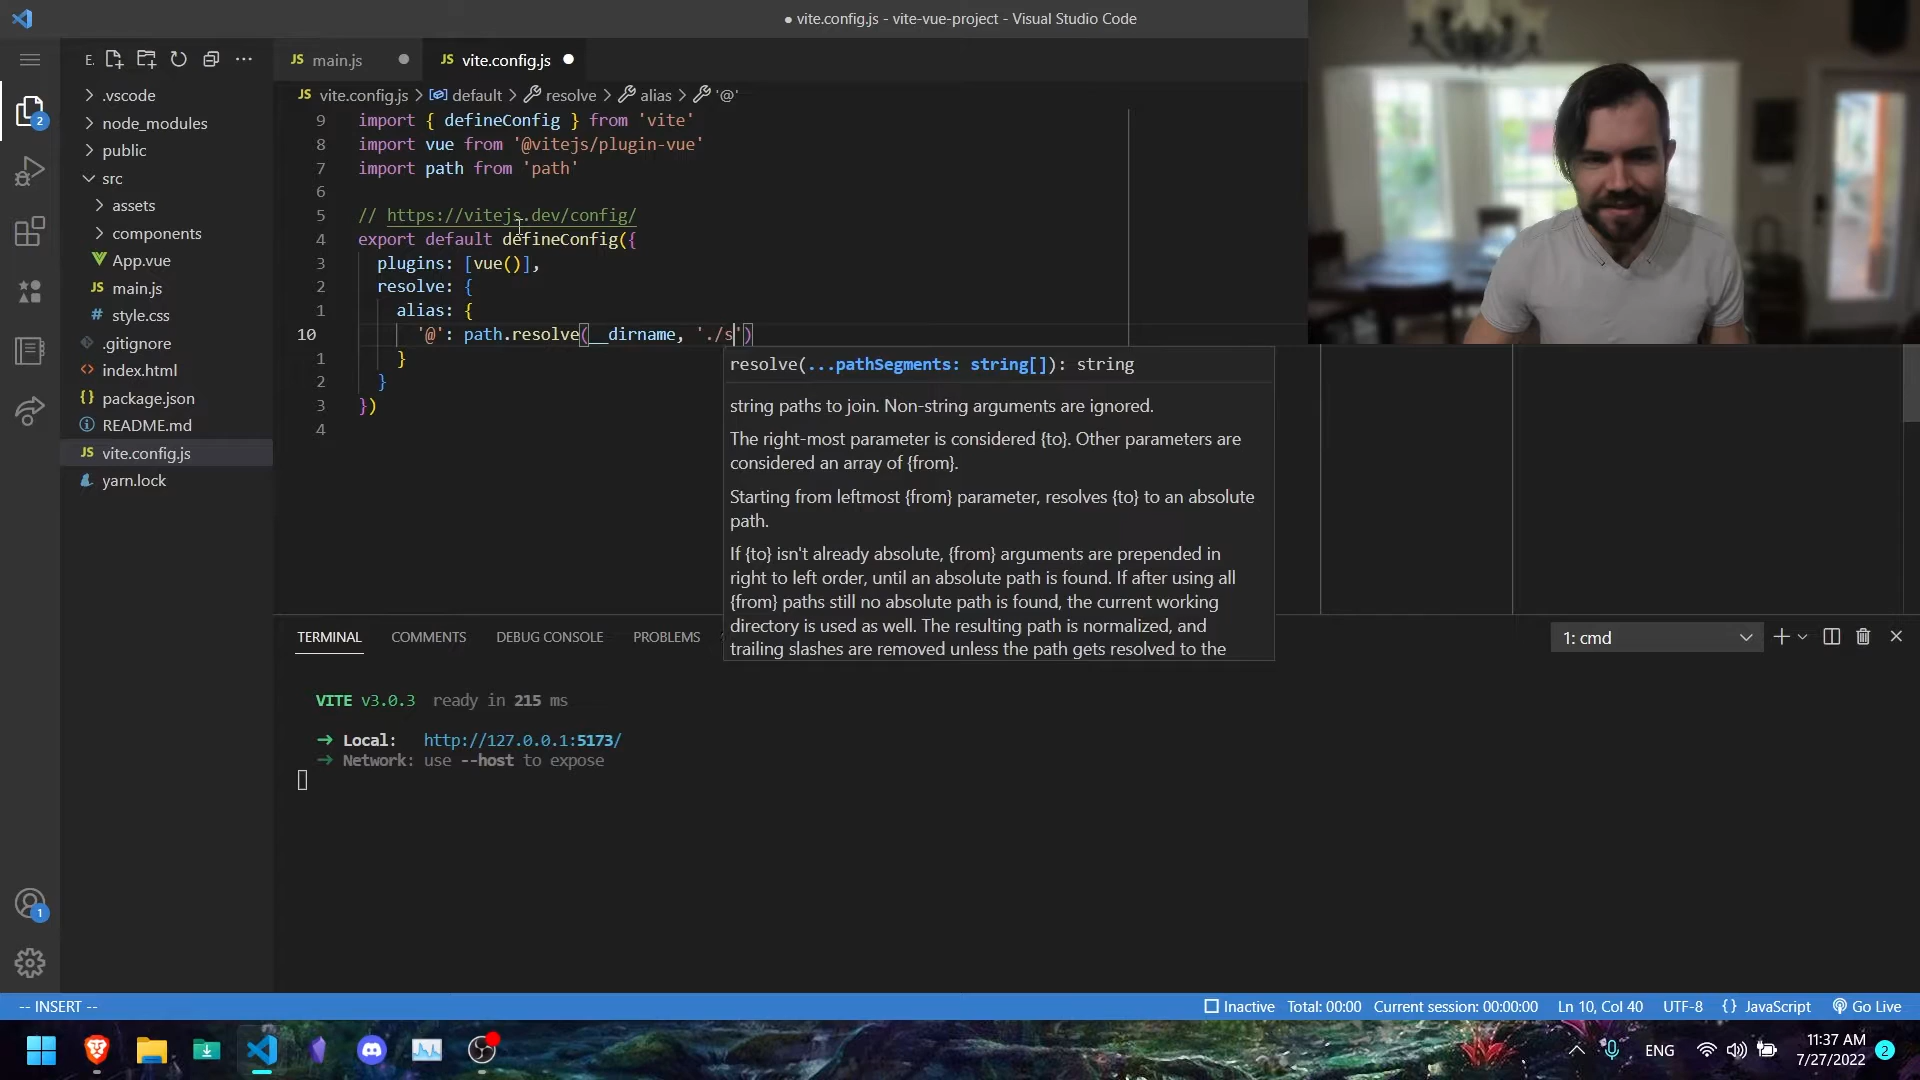 ● vite.config.js - vite-vue-project - Visual Studio Code
E.
JS main.js
JS vite.config.js
JS vite.config.js > default > resolve > alias > '@'
.vscode
node_modules
public
src
assets
components
App.vue
JS main.js
# style.css
.gitignore
index.html
{} package.json
README.md
JS vite.config.js
yarn.lock
2
9 import { defineConfig } from 'vite'
8 import vue from '@vitejs/plugin-vue'
7 import path from 'path'
6
5 // https://vitejs.dev/config/
4 export default defineConfig({
3 plugins: [vue()],
2 resolve: {
1 alias: {
10 '@': path.resolve(__dirname, './s')
1 }
2 }
3 })
4
resolve(...pathSegments: string[]): string
string paths to join. Non-string arguments are ignored.
The right-most parameter is considered {to}. Other parameters are
considered an array of {from}.
Starting from leftmost {from} parameter, resolves {to} to an absolute
path.
If {to} isn't already absolute, {from} arguments are prepended in
right to left order, until an absolute path is found. If after using all
{from} paths still no absolute path is found, the current working
directory is used as well. The resulting path is normalized, and
trailing slashes are removed unless the path gets resolved to the
TERMINAL COMMENTS DEBUG CONSOLE PROBLEMS
1: cmd
VITE v3.0.3 ready in 215 ms
➜ Local: http://127.0.0.1:5173/
➜ Network: use --host to expose
1
-- INSERT --
Inactive Total: 00:00 Current session: 00:00:00 Ln 10, Col 40 UTF-8 {} JavaScript Go Live
ENG
11:37 AM
7/27/2022
2